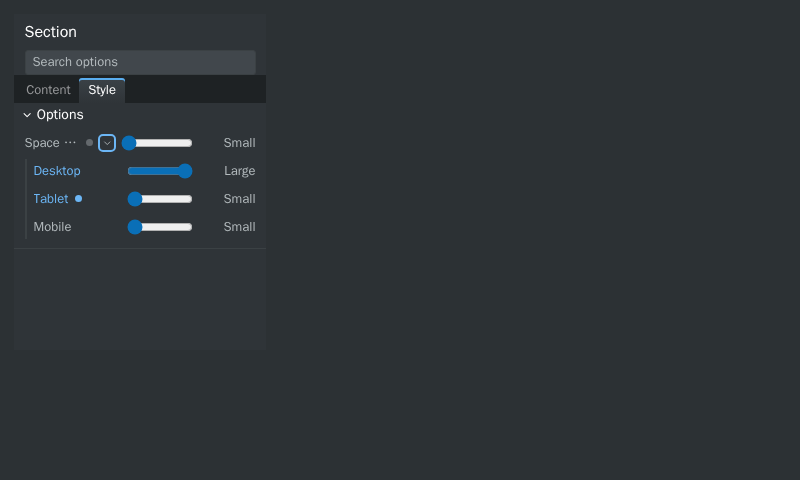 Section
Search options
Content Style
Options
Space ··· Small
Desktop Large
Tablet Small
Mobile Small